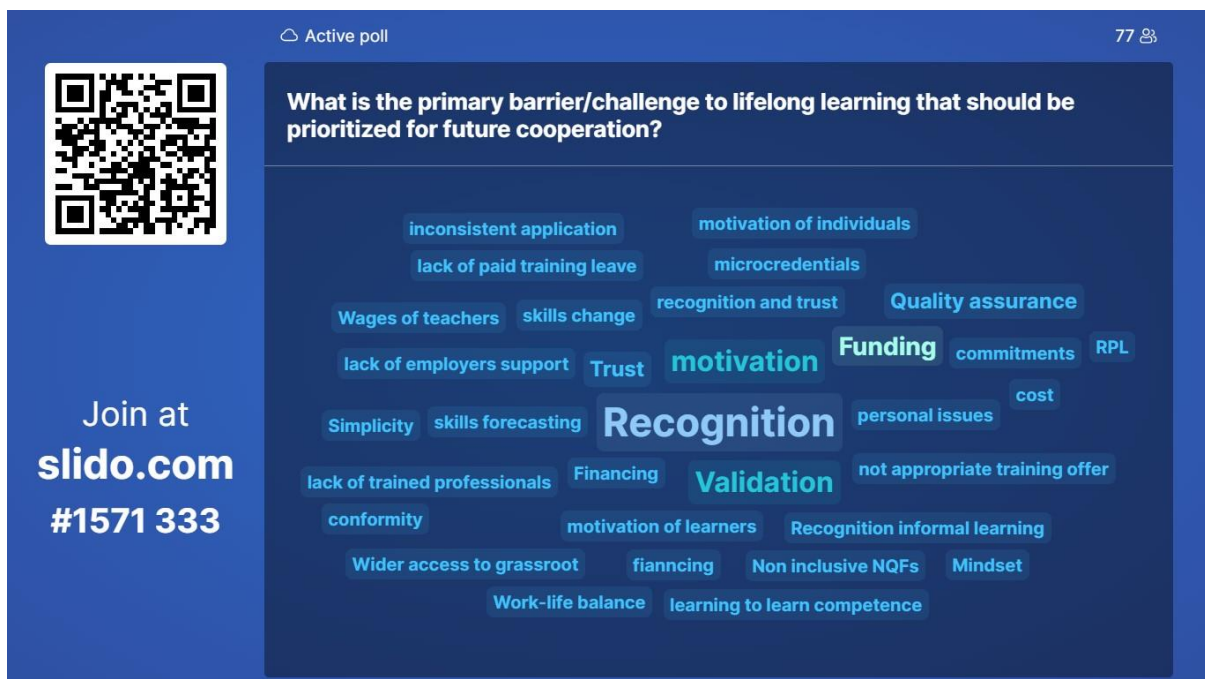 Active poll
77
What is the primary barrier/challenge to lifelong learning that should be
prioritized for future cooperation?
inconsistent application
motivation of individuals
lack of paid training leave
microcredentials
Wages of teachers
skills change
recognition and trust
Quality assurance
lack of employers support
Trust
motivation
Funding
commitments
RPL
Simplicity
skills forecasting
Recognition
personal issues
cost
lack of trained professionals
Financing
Validation
not appropriate training offer
conformity
motivation of learners
Recognition informal learning
Wider access to grassroot
fianncing
Non inclusive NQFs
Mindset
Work-life balance
learning to learn competence
Join at
slido.com
#1571 333